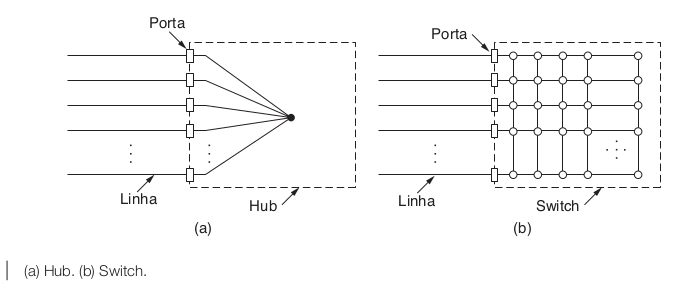 Porta
Linha
Hub
(a)
Porta
Linha
Switch
(b)
(a) Hub. (b) Switch.